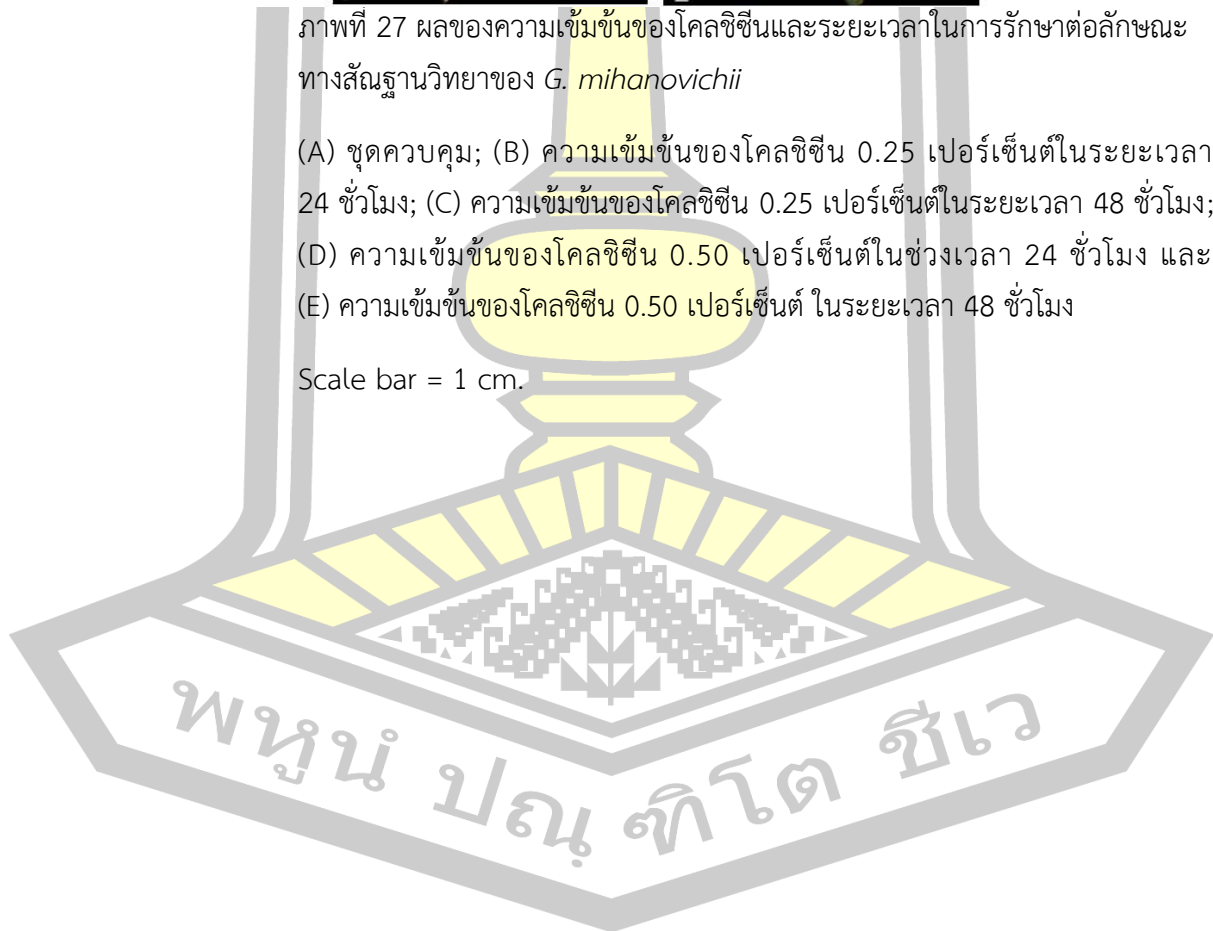 ภาพที่ 27 ผลของความเข้มข้นของโคลชิซีนและระยะเวลาในการรักษาต่อลักษณะ
ทางสัณฐานวิทยาของ G. mihanovichii
(A) ชุดควบคุม; (B) ความเข้มข้นของโคลชิซีน 0.25 เปอร์เซ็นต์ในระยะเวลา
24 ชั่วโมง; (C) ความเข้มข้นของโคลชิซีน 0.25 เปอร์เซ็นต์ในระยะเวลา 48 ชั่วโมง;
(D) ความเข้มข้นของโคลชิซีน 0.50 เปอร์เซ็นต์ในช่วงเวลา 24 ชั่วโมง และ
(E) ความเข้มข้นของโคลชิซีน 0.50 เปอร์เซ็นต์ ในระยะเวลา 48 ชั่วโมง
Scale bar = 1 cm.
พหูนํ ปณฺฑิโต ชีเว